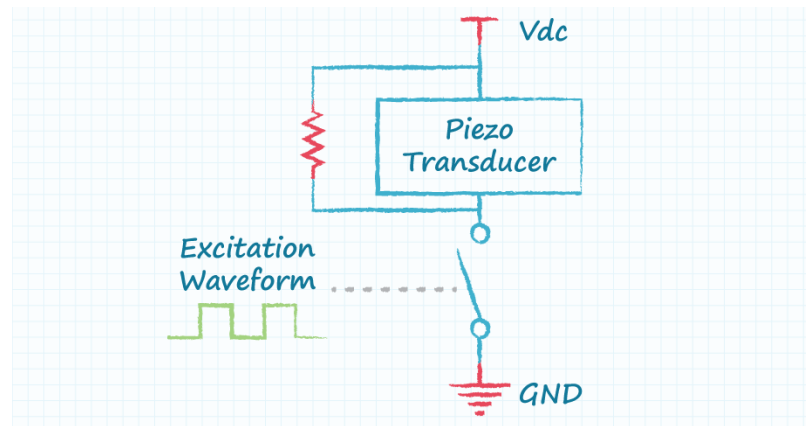 Vdc
Piezo
Transducer
Excitation
Waveform
GND